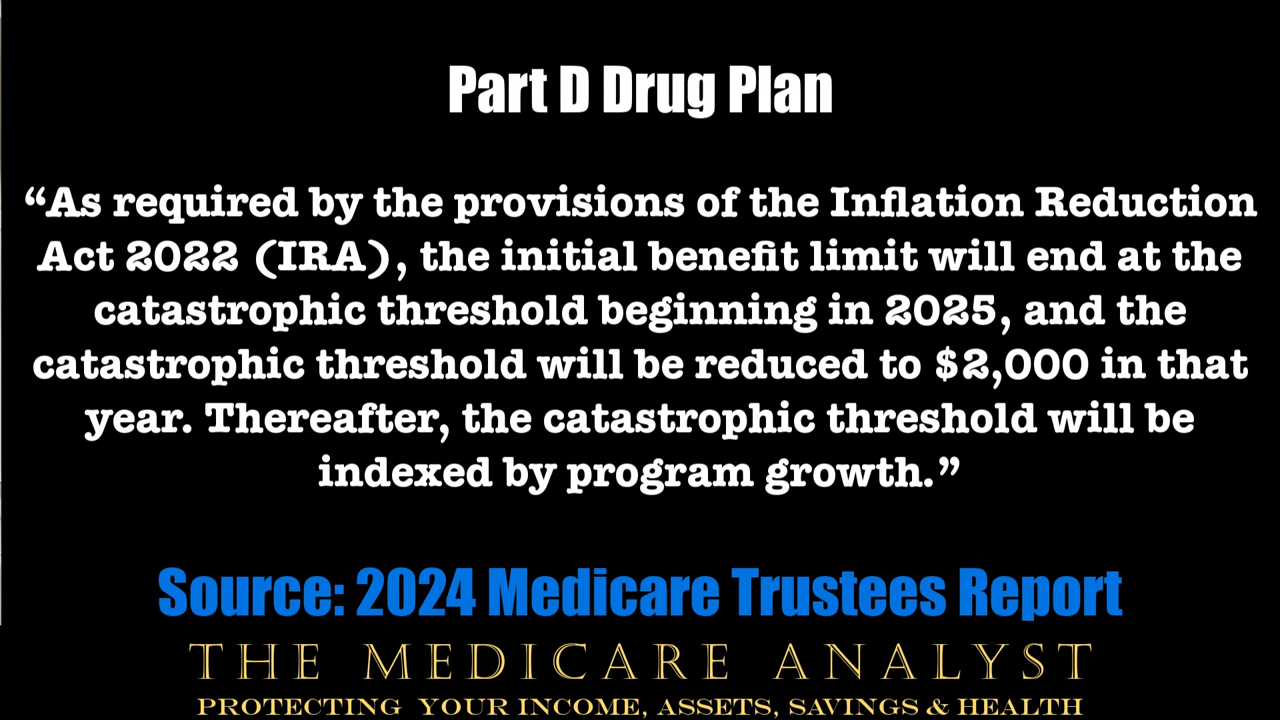 Part D Drug Plan
“As required by the provisions of the Inflation Reduction
Act 2022 (IRA), the initial benefit limit will end at the
catastrophic threshold beginning in 2025, and the
catastrophic threshold will be reduced to $2,000 in that
year. Thereafter, the catastrophic threshold will be
indexed by program growth.”
Source: 2024 Medicare Trustees Report
THE MEDICARE ANALYST
PROTECTING YOUR INCOME, ASSETS, SAVINGS & HEALTH